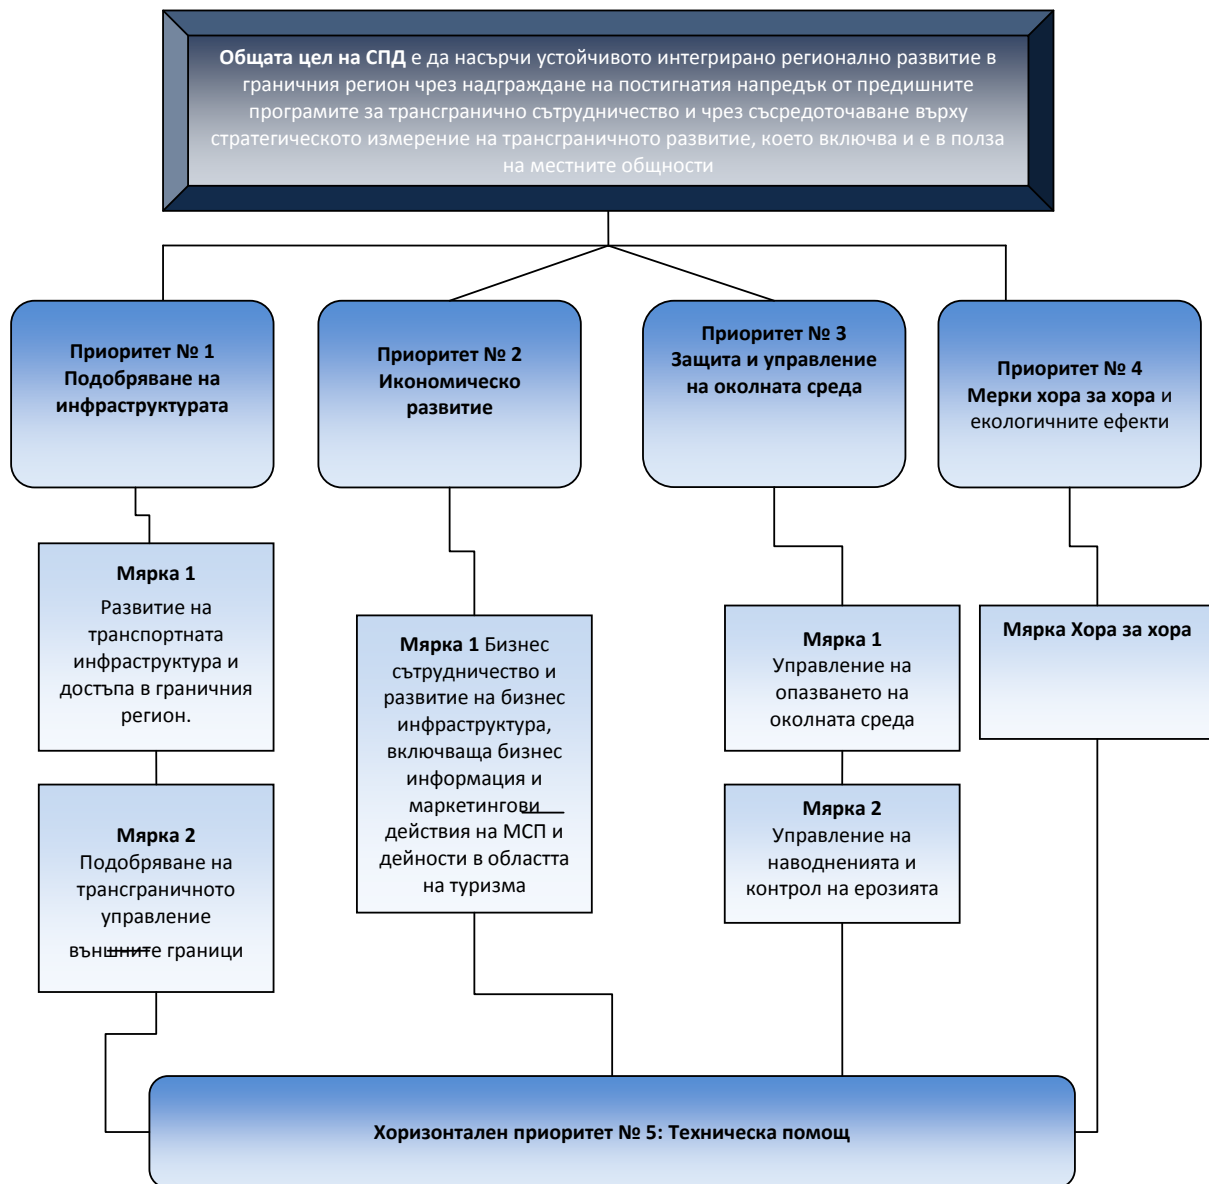 Общата цел на СПД е да насърчи устойчивото интегрирано регионално развитие в
граничния регион чрез надграждане на постигнатия напредък от предишните
програмите за трансгранично сътрудничество и чрез съсредоточаване върху
стратегическото измерение на трансграничното развитие, което включва и е в полза
на местните общности
Приоритет № 1
Подобряване на
инфраструктурата
Приоритет № 2
Икономическо
развитие
Приоритет № 3
Защита и управление
на околната среда
Приоритет № 4
Мерки хора за хора и
екологичните ефекти
Мярка 1
Развитие на
транспортната
инфраструктура и
достъпа в граничния
регион.
Мярка 2
Подобряване на
трансграничното
управление
външните граници
Мярка 1 Бизнес
сътрудничество и
развитие на бизнес
инфраструктура,
включваща бизнес
информация и
маркетингови
действия на МСП и
дейности в областта
на туризма
Мярка 1
Управление на
опазването на
околната среда
Мярка 2
Управление на
наводненията и
контрол на ерозията
Мярка Хора за хора
Хоризонтален приоритет № 5: Техническа помощ